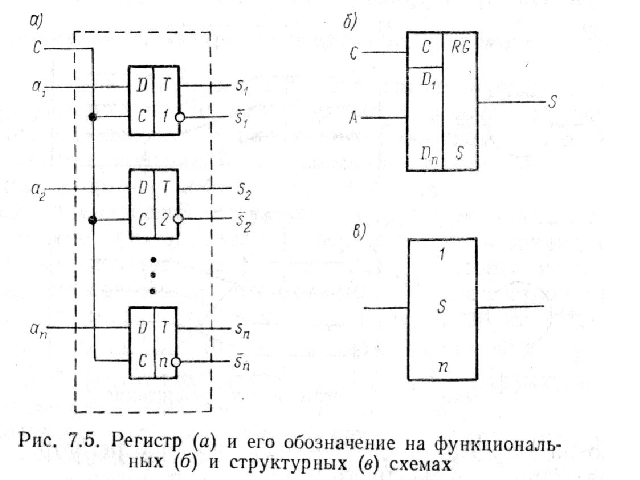 а)
C
a₁ D T s₁
C 1 s̄₁
a₂ D T s₂
C 2 s̄₂
aₙ D T sₙ
C n s̄ₙ
б)
C C RG
D₁
A S
Dₙ S
в)
1
S
n
Рис. 7.5. Регистр (а) и его обозначение на функциональ-
ных (б) и структурных (в) схемах